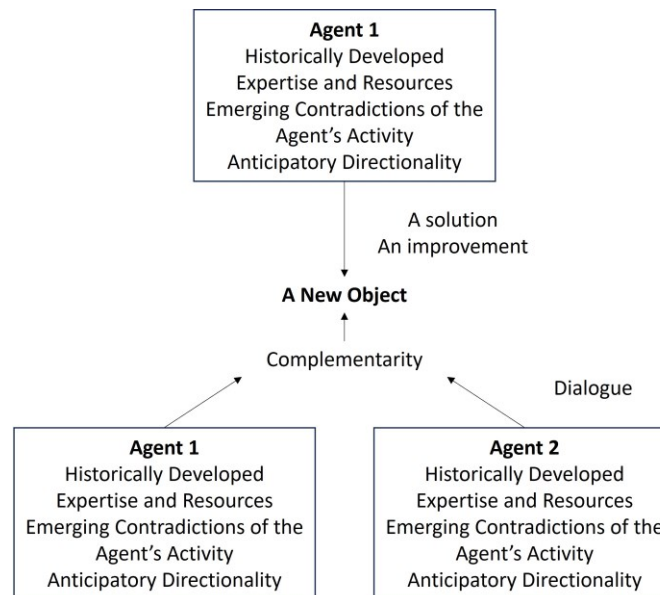 Agent 1
Historically Developed
Expertise and Resources
Emerging Contradictions of the
Agent's Activity
Anticipatory Directionality
A solution
An improvement
A New Object
Complementarity
Dialogue
Agent 1
Historically Developed
Expertise and Resources
Emerging Contradictions of the
Agent's Activity
Anticipatory Directionality
Agent 2
Historically Developed
Expertise and Resources
Emerging Contradictions of the
Agent's Activity
Anticipatory Directionality